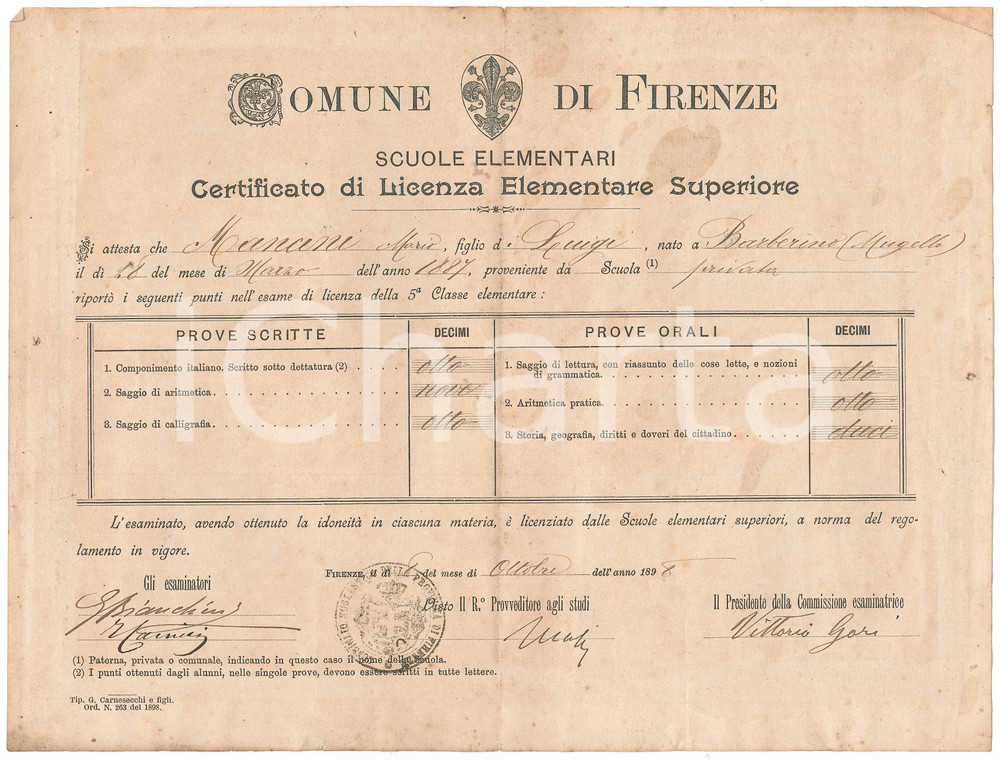 COMUNE DI FIRENZE
SCUOLE ELEMENTARI
Certificato di Licenza Elementare Superiore
Si attesta che Mancini Mario, figlio di Luigi, nato a Barberino (Mugello)
il dì 28 del mese di Marzo dell'anno 1887, proveniente da Scuola (1) privata
riportò i seguenti punti nell'esame di licenza della 5ª Classe elementare:
PROVE SCRITTE DECIMI PROVE ORALI DECIMI
1. Componimento italiano. Scritto sotto dettatura (2) . . . . . otto
2. Saggio di aritmetica. . . . . . . . . . . . . . . . . nove
3. Saggio di calligrafia. . . . . . . . . . . . . . . . . otto
1. Saggio di lettura, con riassunto delle cose lette, e nozioni
di grammatica. . . . . . . . . . . . . . . . . otto
2. Aritmetica pratica. . . . . . . . . . . . . . . . . otto
3. Storia, geografia, diritti e doveri del cittadino. . . . . . . dieci
L'esaminato, avendo ottenuto la idoneità in ciascuna materia, è licenziato dalle Scuole elementari superiori, a norma del rego-
lamento in vigore.
FIRENZE, il dì del mese di Ottobre dell'anno 1898
Gli esaminatori
Visto Il R.º Provveditore agli studi
Il Presidente della Commissione esaminatrice
Bianchini
Vittorio Gori
(1) Paterna, privata o comunale, indicando in questo caso il nome della scuola.
(2) I punti ottenuti dagli alunni, nelle singole prove, devono essere scritti in tutte lettere.
Tip. G. Carnesecchi e figli.
Ord. N. 263 del 1898.
iCharta